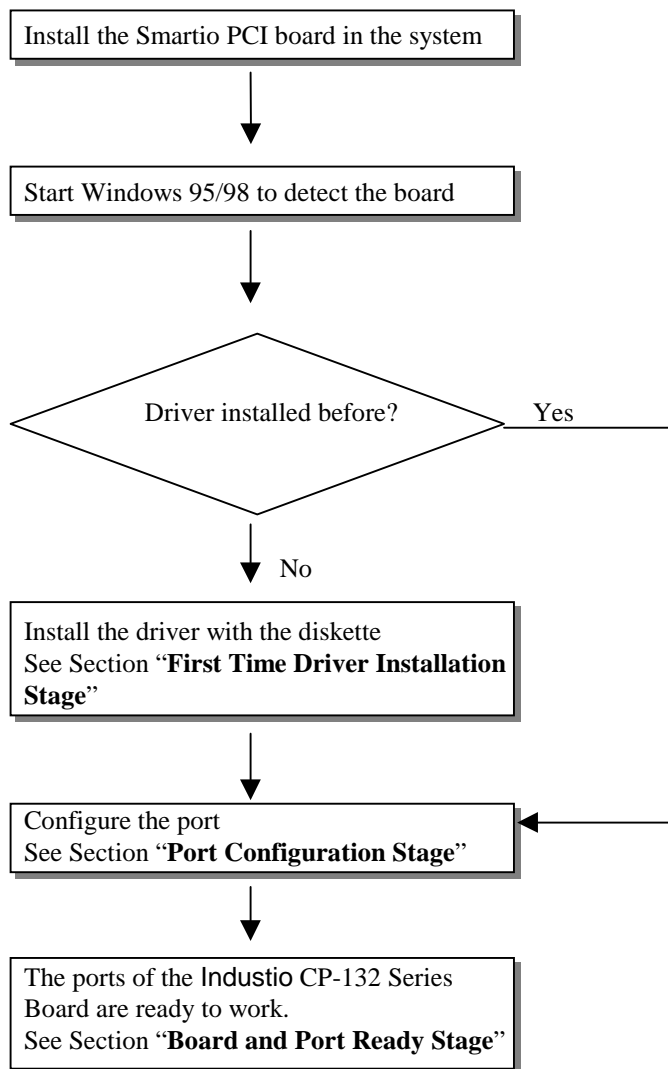 Install the Smartio PCI board in the system
Start Windows 95/98 to detect the board
Driver installed before?
Yes
No
Install the driver with the diskette
See Section “First Time Driver Installation
Stage”
Configure the port
See Section “Port Configuration Stage”
The ports of the Industio CP-132 Series
Board are ready to work.
See Section “Board and Port Ready Stage”